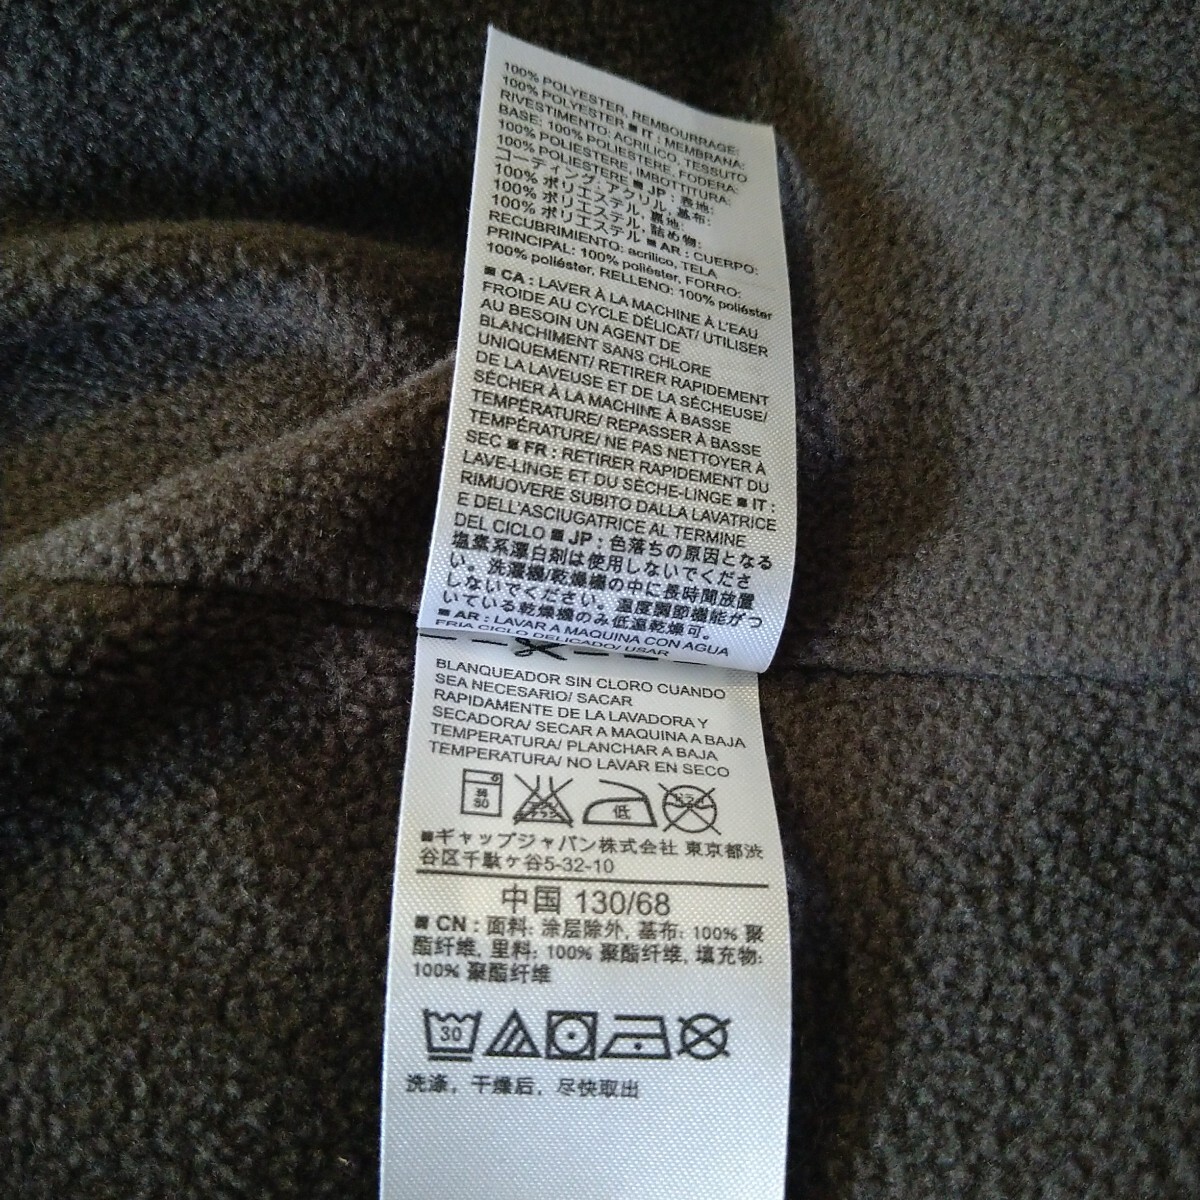 100% POLYESTER, REMBOURRAGE:
100% POLYESTER ■ IT : MEMBRANA:
RIVESTIMENTO: ACRILICO, TESSUTO
BASE: 100% POLIESTERE, FODERA:
100% POLIESTERE, IMBOTTITURA:
100% POLIESTERE ■ JP : 表地:
コーティング: アクリル, 基布:
100% ポリエステル, 裏地:
100% ポリエステル, 詰め物:
100% ポリエステル ■ AR : CUERPO:
RECUBRIMIENTO: acrílico, TELA
PRINCIPAL: 100% poliéster, FORRO:
100% poliéster, RELLENO: 100% poliéster
■ CA : LAVER À LA MACHINE À L'EAU
FROIDE AU CYCLE DÉLICAT/ UTILISER
AU BESOIN UN AGENT DE
BLANCHIMENT SANS CHLORE
UNIQUEMENT/ RETIRER RAPIDEMENT
DE LA LAVEUSE ET DE LA SÉCHEUSE/
SÉCHER À LA MACHINE À BASSE
TEMPÉRATURE/ REPASSER À BASSE
TEMPÉRATURE/ NE PAS NETTOYER À
SEC ■ FR : RETIRER RAPIDEMENT DU
LAVE-LINGE ET DU SÈCHE-LINGE ■ IT :
RIMUOVERE SUBITO DALLA LAVATRICE
E DELL'ASCIUGATRICE AL TERMINE
DEL CICLO ■ JP : 色落ちの原因となる
塩素系漂白剤は使用しないでくださ
い。洗濯機/乾燥機の中に長時間放置
しないでください。温度調節機能がつ
いている乾燥機のみ低温乾燥可。
■ AR : LAVAR A MAQUINA CON AGUA
FRIA CICLO DELICADO/ USAR
BLANQUEADOR SIN CLORO CUANDO
SEA NECESARIO/ SACAR
RAPIDAMENTE DE LA LAVADORA Y
SECADORA/ SECAR A MAQUINA A BAJA
TEMPERATURA/ PLANCHAR A BAJA
TEMPERATURA/ NO LAVAR EN SECO
低
■ギャップジャパン株式会社 東京都渋
谷区千駄ケ谷5-32-10
中国 130/68
■ CN : 面料: 涂层除外, 基布: 100% 聚
酯纤维, 里料: 100% 聚酯纤维, 填充物:
100% 聚酯纤维
30
洗涤，干燥后，尽快取出